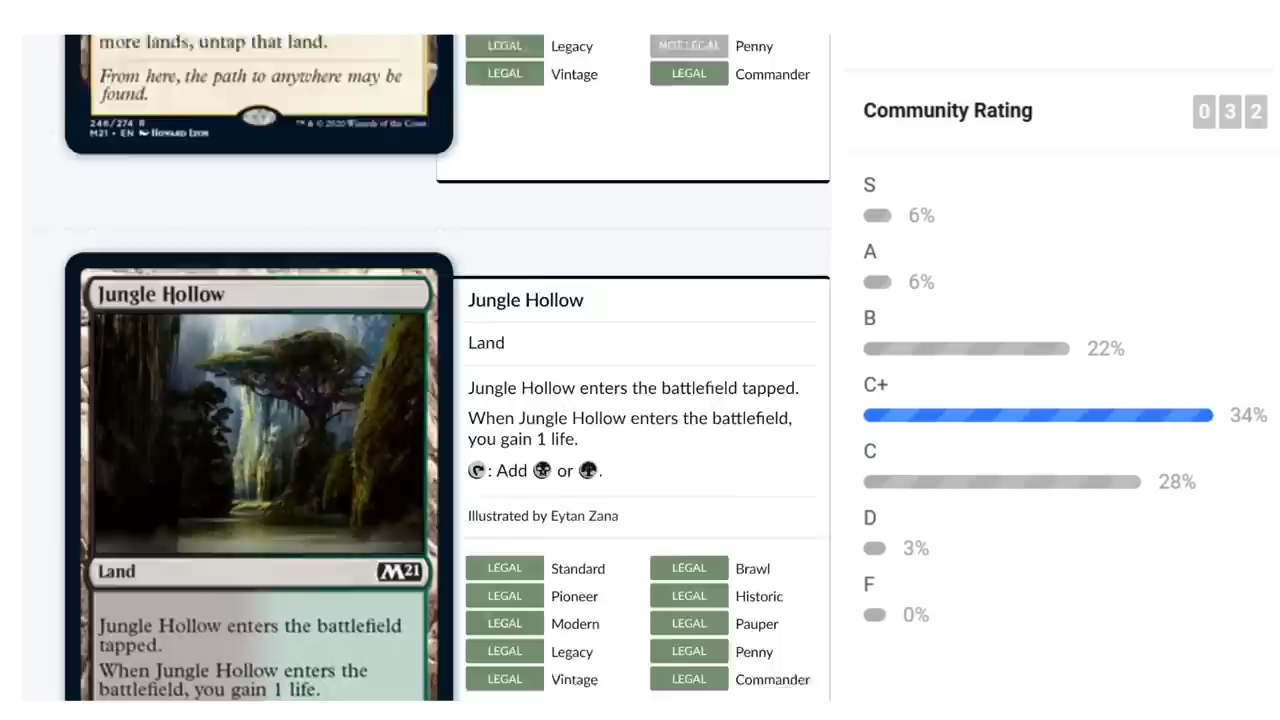 more lands, untap that land.
From here, the path to anywhere may be
found.
246/274 R
M21 • EN Howard Lyon
™ & © 2020 Wizards of the Coast
LEGAL Legacy NOT LEGAL Penny
LEGAL Vintage LEGAL Commander
Jungle Hollow
Land
M21
Jungle Hollow enters the battlefield
tapped.
When Jungle Hollow enters the
battlefield, you gain 1 life.
Jungle Hollow
Land
Jungle Hollow enters the battlefield tapped.
When Jungle Hollow enters the battlefield,
you gain 1 life.
: Add or .
Illustrated by Eytan Zana
LEGAL Standard LEGAL Brawl
LEGAL Pioneer LEGAL Historic
LEGAL Modern LEGAL Pauper
LEGAL Legacy LEGAL Penny
LEGAL Vintage LEGAL Commander
Community Rating 0 3 2
S
6%
A
6%
B
22%
C+
34%
C
28%
D
3%
F
0%